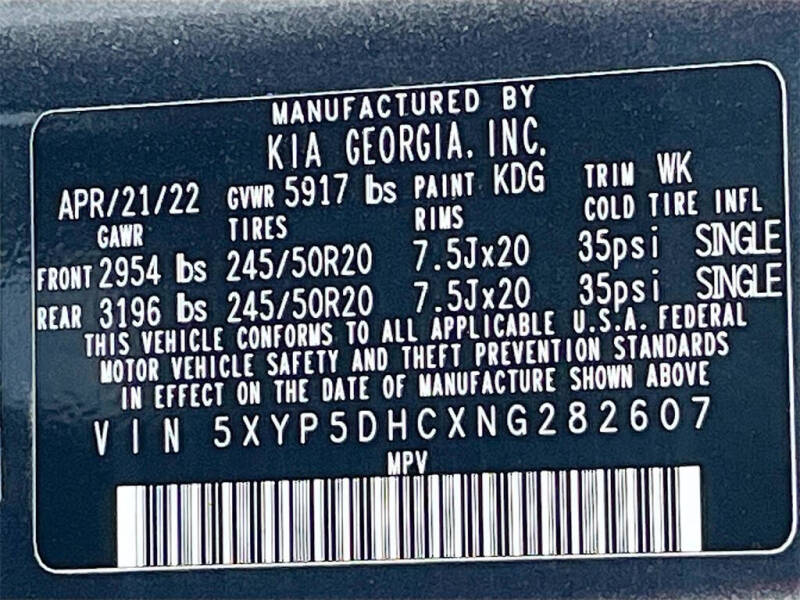 MANUFACTURED BY
KIA GEORGIA. INC.
APR/21/22 GVWR 5917 lbs PAINT KDG TRIM WK
GAWR TIRES RIMS COLD TIRE INFL
FRONT 2954 lbs 245/50R20 7.5Jx20 35psi SINGLE
REAR 3196 lbs 245/50R20 7.5Jx20 35psi SINGLE
THIS VEHICLE CONFORMS TO ALL APPLICABLE U.S.A. FEDERAL
MOTOR VEHICLE SAFETY AND THEFT PREVENTION STANDARDS
IN EFFECT ON THE DATE OF MANUFACTURE SHOWN ABOVE
VIN 5XYP5DHCXNG282607
MPV